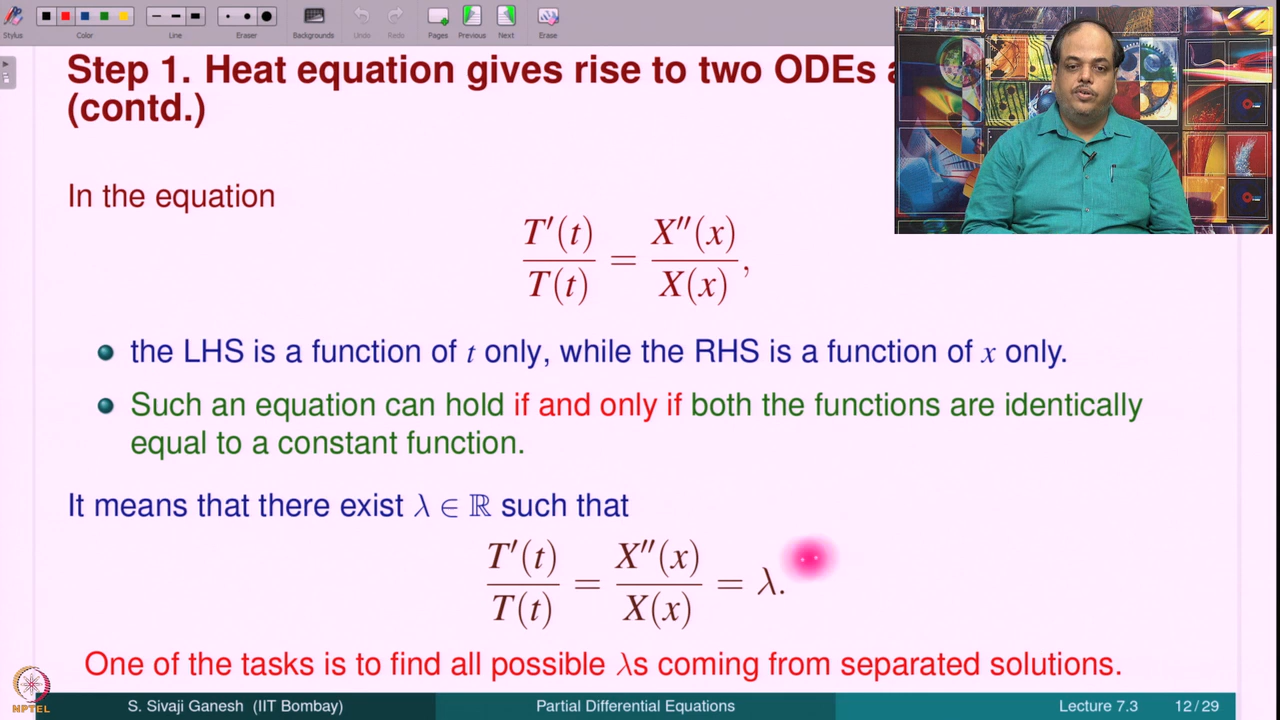 Stylus
Color
Line
Eraser
Backgrounds
Undo
Redo
Pages
Previous
Next
Erase
Step 1. Heat equation gives rise to two ODEs a
(contd.)
In the equation
T′(t)/T(t) = X″(x)/X(x),
the LHS is a function of t only, while the RHS is a function of x only.
Such an equation can hold if and only if both the functions are identically
equal to a constant function.
It means that there exist λ ∈ ℝ such that
T′(t)/T(t) = X″(x)/X(x) = λ.
One of the tasks is to find all possible λs coming from separated solutions.
NPTEL
S. Sivaji Ganesh (IIT Bombay)
Partial Differential Equations
Lecture 7.3
12 / 29